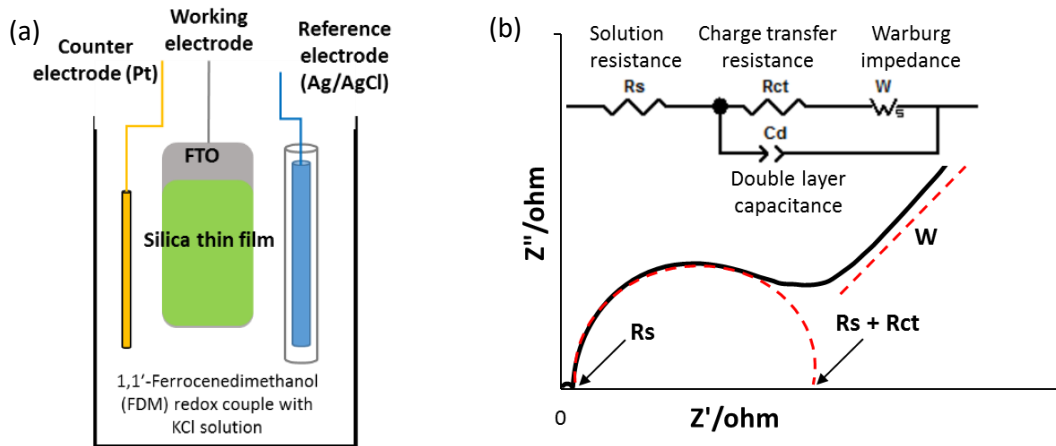 (a)
Counter
electrode (Pt)
Working
electrode
Reference
electrode
(Ag/AgCl)
FTO
Silica thin film
1,1′-Ferrocenedimethanol
(FDM) redox couple with
KCl solution
(b)
Solution
resistance
Charge transfer
resistance
Warburg
impedance
Rs
Rct
W
s
Cd
Double layer
capacitance
Z"/ohm
W
Rs
Rs + Rct
0
Z'/ohm